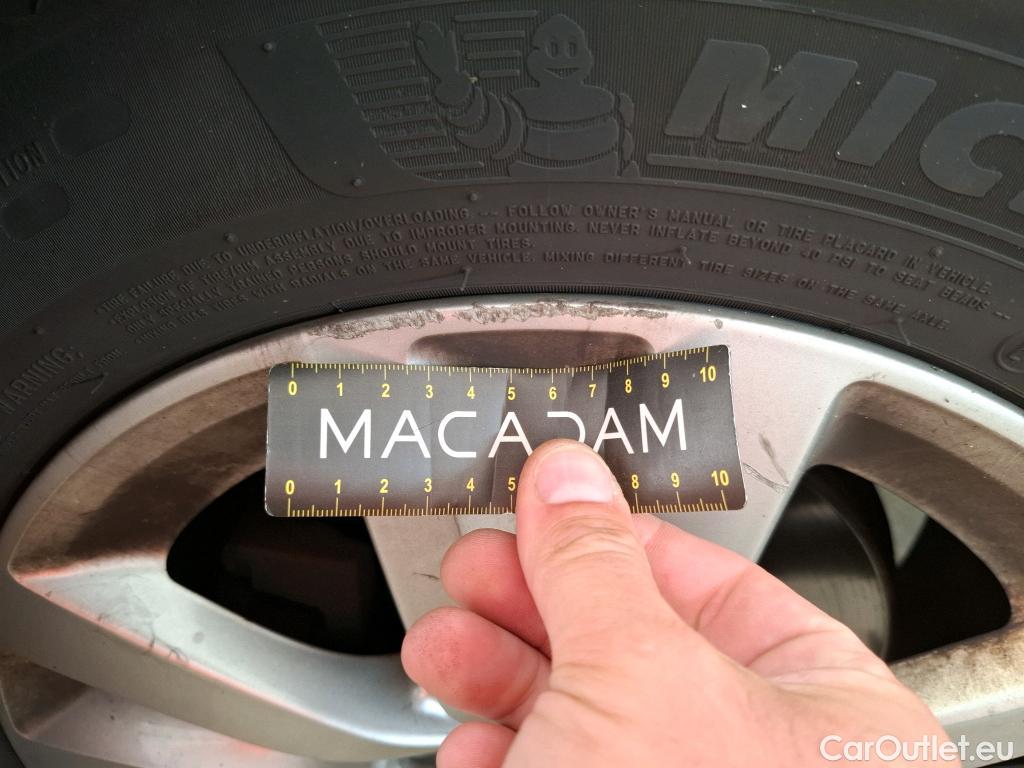 MIC
TION
TIRE FAILURE DUE TO UNDERINFLATION/OVERLOADING -- FOLLOW OWNER'S MANUAL OR TIRE PLACARD IN VEHICLE.
EXPLOSION OF TIRE/RIM ASSEMBLY DUE TO IMPROPER MOUNTING. NEVER INFLATE BEYOND 40 PSI TO SEAT BEADS --
ONLY SPECIALLY TRAINED PERSONS SHOULD MOUNT TIRES.
TIRES WITH RADIALS ON THE SAME VEHICLE. MIXING DIFFERENT TIRE SIZES ON THE SAME AXLE
WARNING:
0 1 2 3 4 5 6 7 8 9 10
MACADAM
0 1 2 3 4 5 8 9 10
CarOutlet.eu